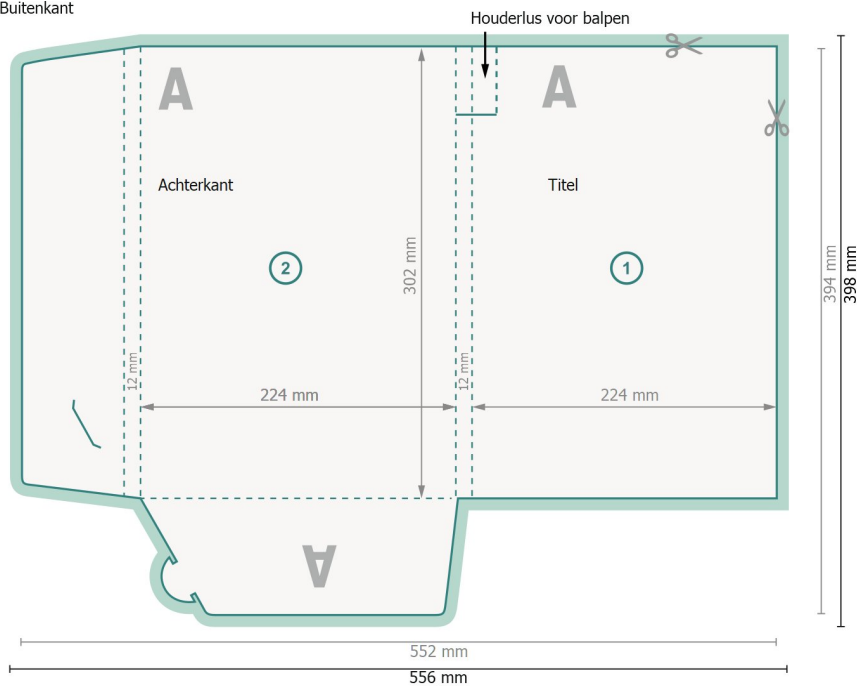 Buitenkant
Houderlus voor balpen
A
A
Achterkant
Titel
2
1
302 mm
394 mm
398 mm
12 mm
12 mm
224 mm
224 mm
A
552 mm
556 mm